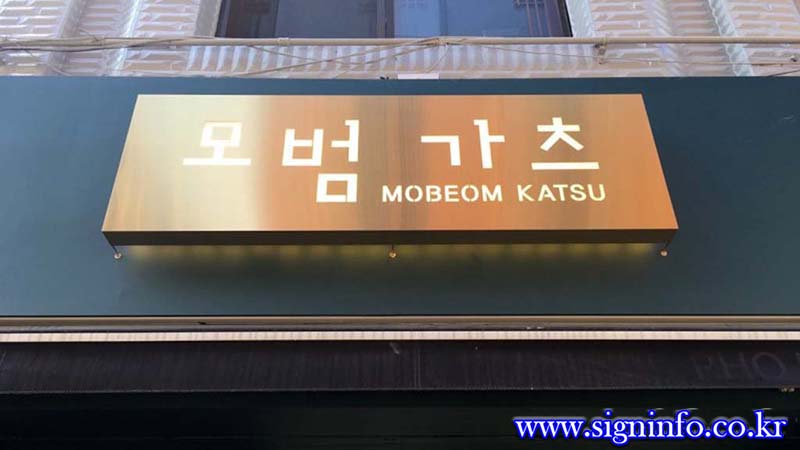 모범 가츠
MOBEOM KATSU
www.signinfo.co.kr